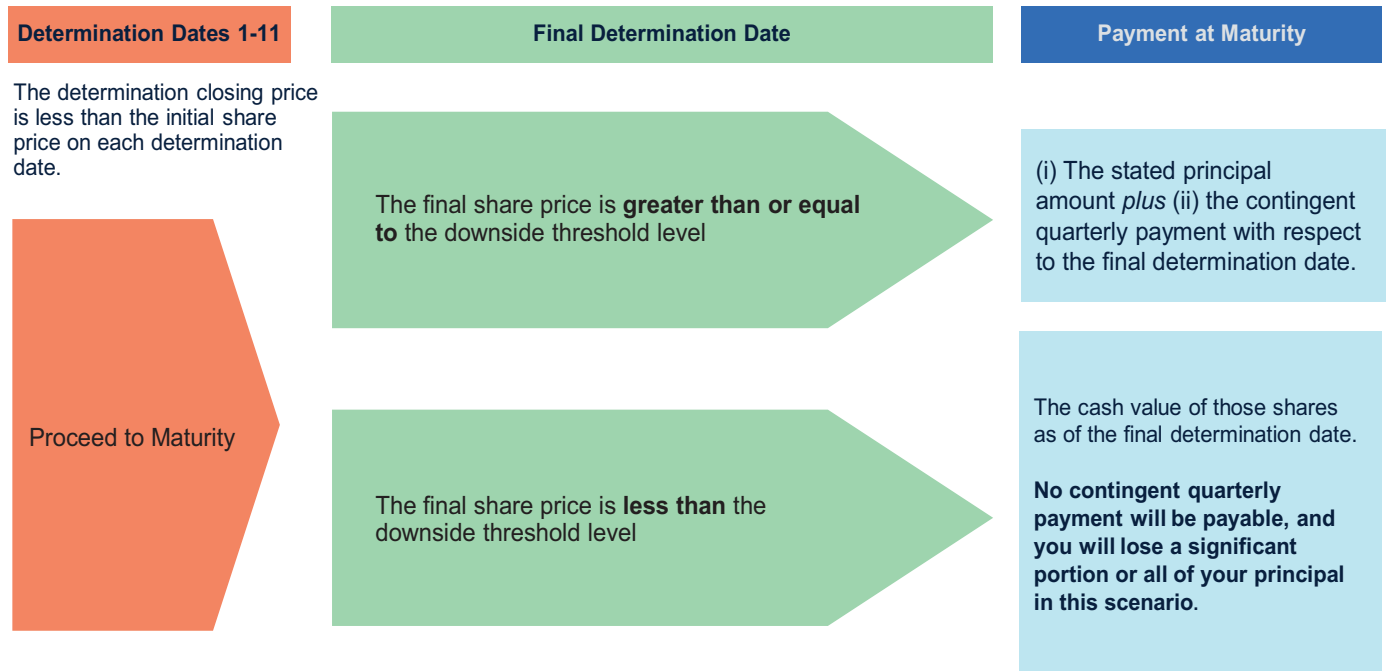 Determination Dates 1-11
Final Determination Date
Payment at Maturity
The determination closing price
is less than the initial share
price on each determination
date.
Proceed to Maturity
The final share price is greater than or equal
to the downside threshold level
(i) The stated principal
amount plus (ii) the contingent
quarterly payment with respect
to the final determination date.
The final share price is less than the
downside threshold level
The cash value of those shares
as of the final determination date.
No contingent quarterly
payment will be payable, and
you will lose a significant
portion or all of your principal
in this scenario.